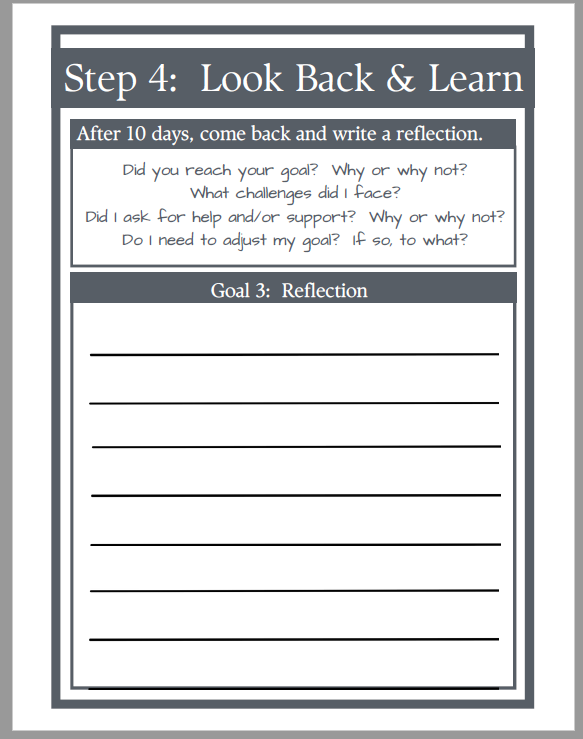 Step 4: Look Back & Learn
After 10 days, come back and write a reflection.
Did you reach your goal? Why or why not?
What challenges did I face?
Did I ask for help and/or support? Why or why not?
Do I need to adjust my goal? If so, to what?
Goal 3: Reflection